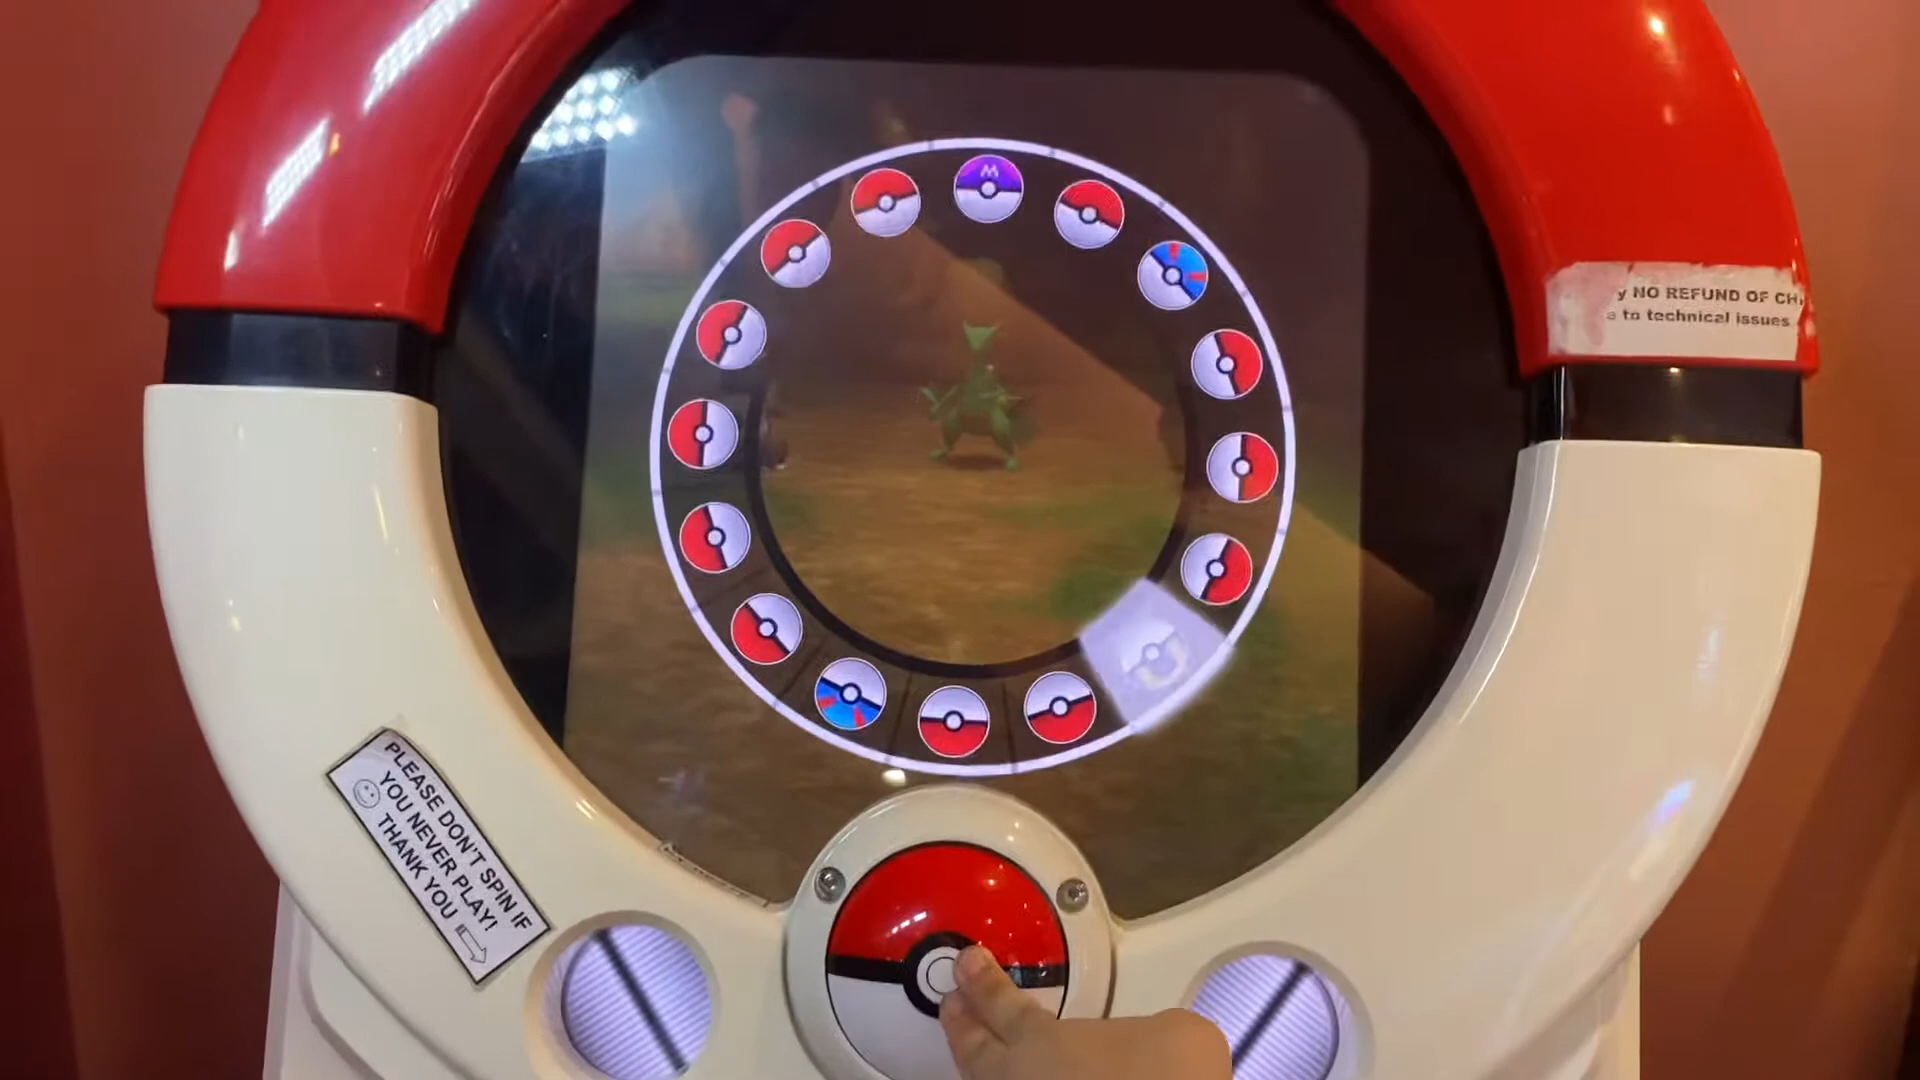 M
NO REFUND OF
to technical issues
PLEASE DON'T SPIN IF
YOU NEVER PLAY!
THANK YOU